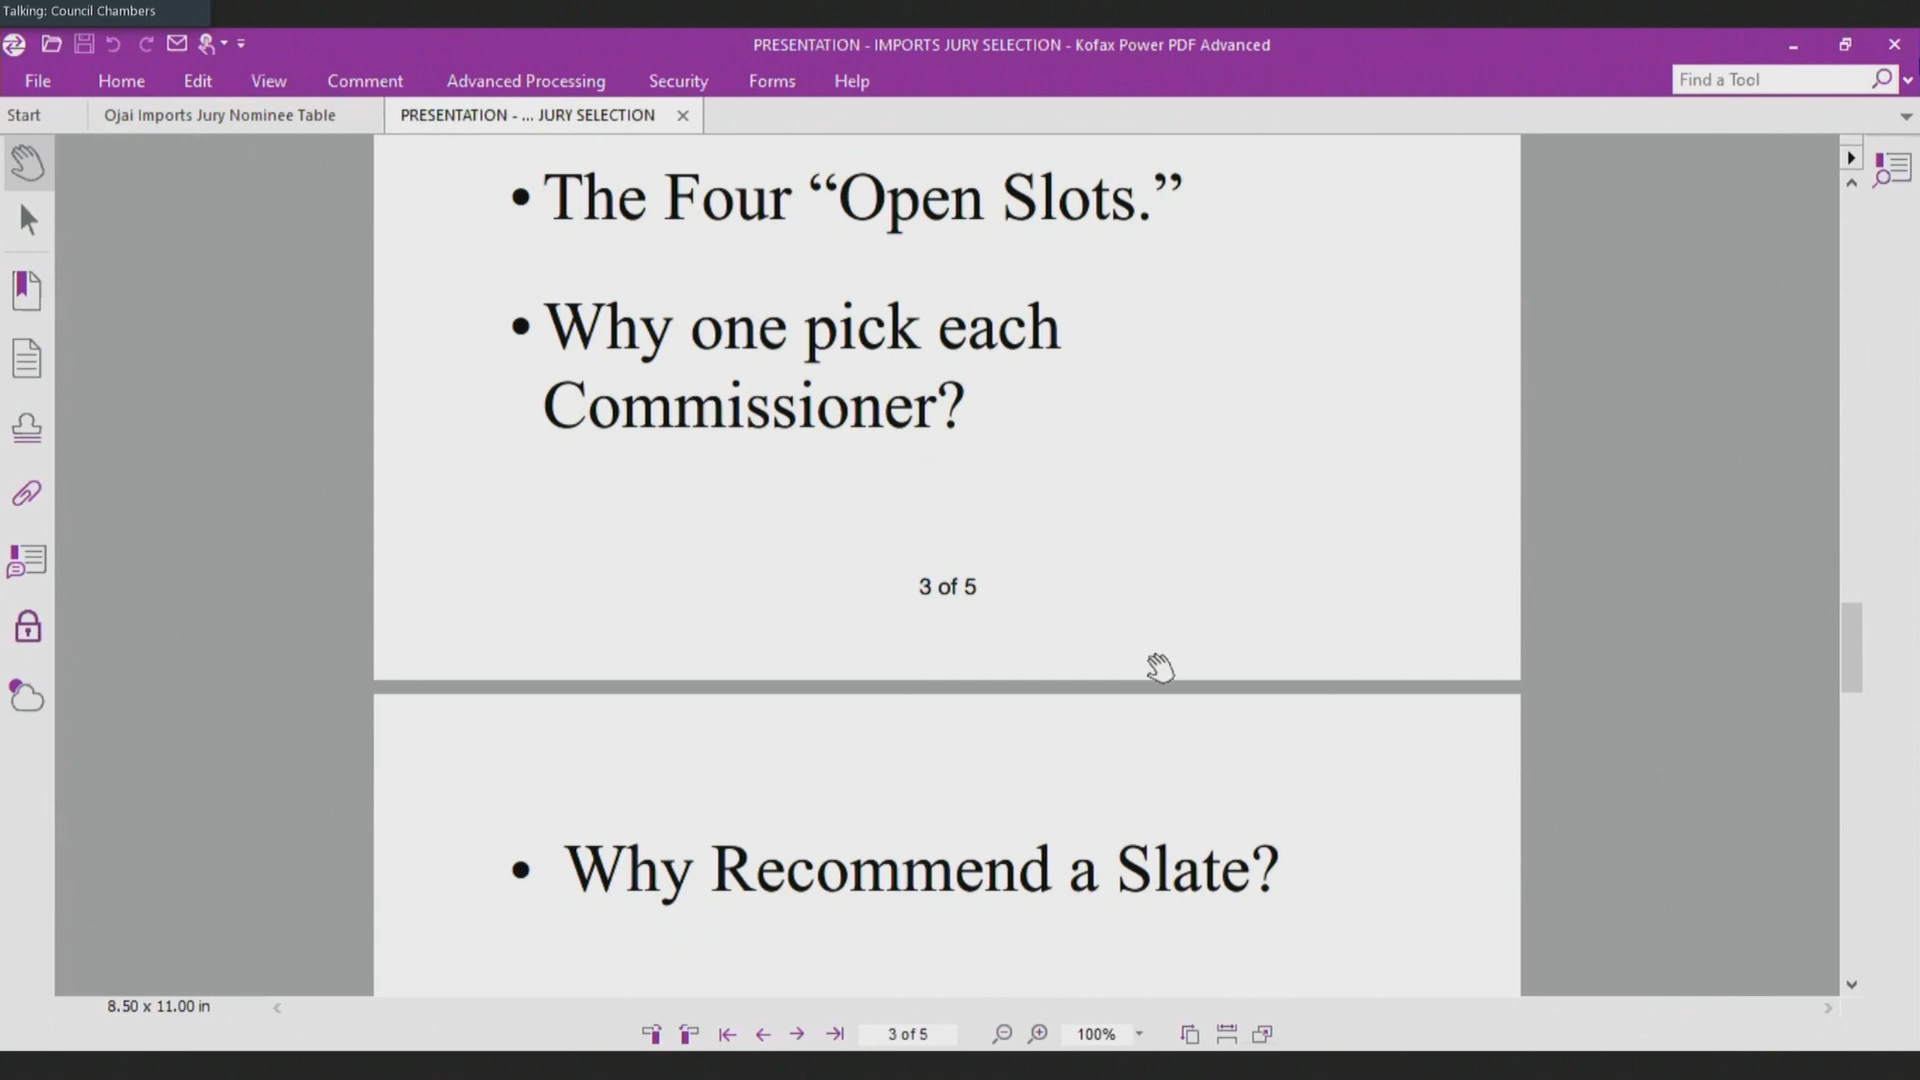 Talking: Council Chambers
PRESENTATION - IMPORTS JURY SELECTION - Kofax Power PDF Advanced
File Home Edit View Comment Advanced Processing Security Forms Help Find a Tool
Start Ojai Imports Jury Nominee Table PRESENTATION - ... JURY SELECTION
• The Four “Open Slots.”
• Why one pick each
Commissioner?
3 of 5
• Why Recommend a Slate?
8.50 x 11.00 in
3 of 5 100%